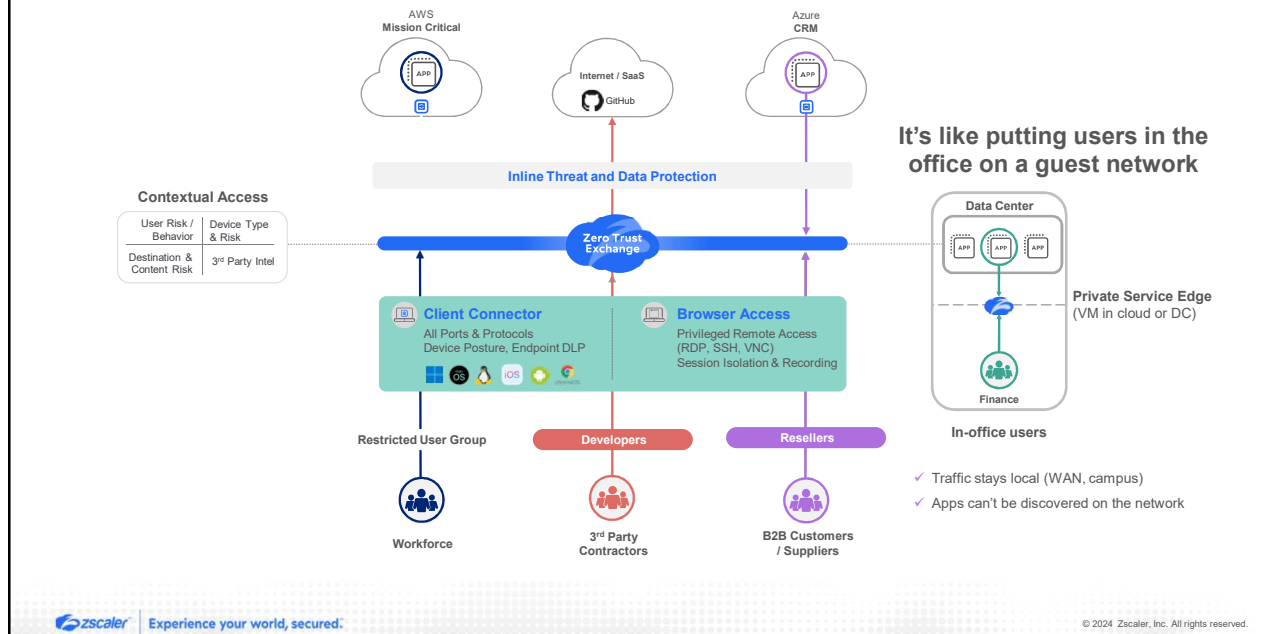 AWS
Mission Critical
APP
Internet / SaaS
GitHub
Azure
CRM
APP
It's like putting users in the
office on a guest network
Inline Threat and Data Protection
Contextual Access
User Risk /
Behavior
Device Type
& Risk
Destination &
Content Risk
3rd Party Intel
Zero Trust
Exchange
Data Center
APP
APP
APP
Private Service Edge
(VM in cloud or DC)
Finance
In-office users
Client Connector
All Ports & Protocols
Device Posture, Endpoint DLP
OS
iOS
chromeOS
Browser Access
Privileged Remote Access
(RDP, SSH, VNC)
Session Isolation & Recording
Restricted User Group
Developers
Resellers
Workforce
3rd Party
Contractors
B2B Customers
/ Suppliers
✓ Traffic stays local (WAN, campus)
✓ Apps can't be discovered on the network
zscaler™ Experience your world, secured.™
© 2024 Zscaler, Inc. All rights reserved.